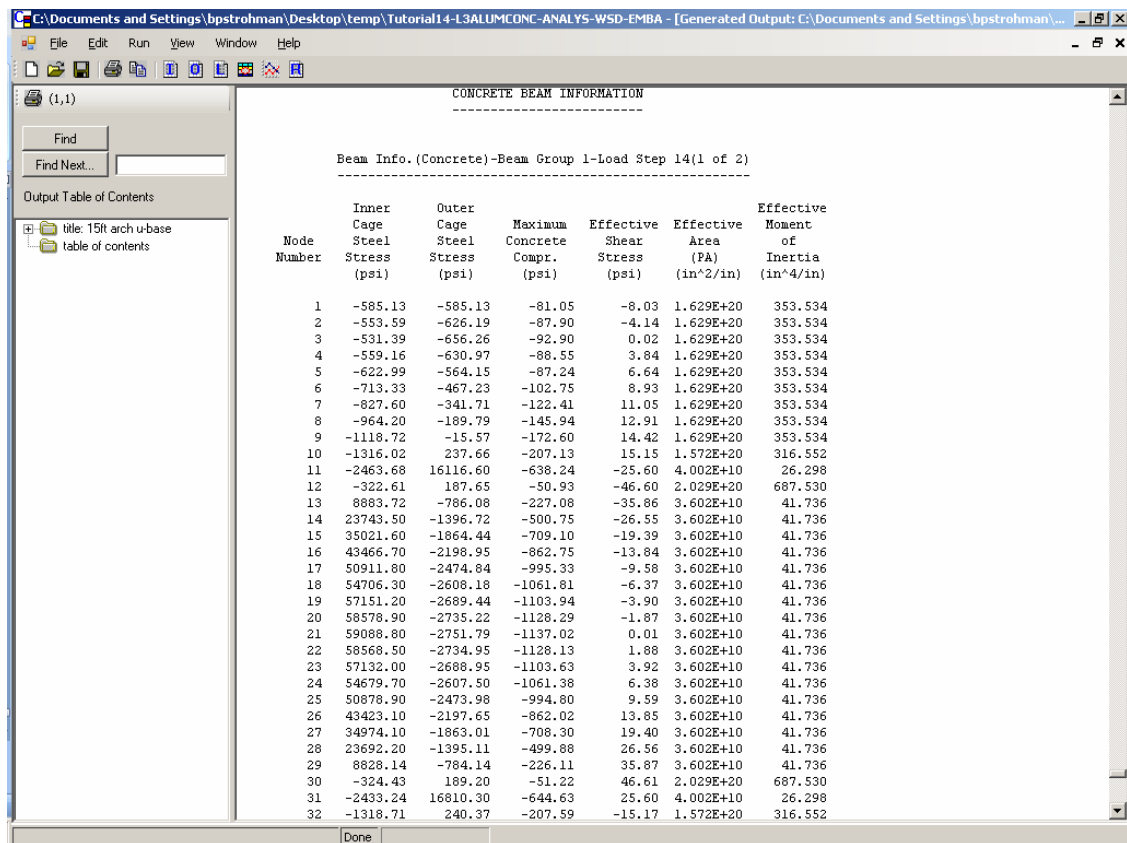 C:\Documents and Settings\bpstrohman\Desktop\temp\Tutorial14-L3ALUMCONC-ANALYS-WSD-EMBA - [Generated Output: C:\Documents and Settings\bpstrohman\...
File Edit Run View Window Help
(1,1)
Find
Find Next...
Output Table of Contents
title: 15ft arch u-base
table of contents
CONCRETE BEAM INFORMATION
-------------------------
Beam Info.(Concrete)-Beam Group 1-Load Step 14(1 of 2)
------------------------------------------------------
Inner Outer Effective
Cage Cage Maximum Effective Effective Moment
Node Steel Steel Concrete Shear Area of
Number Stress Stress Compr. Stress (PA) Inertia
(psi) (psi) (psi) (psi) (in^2/in) (in^4/in)
1 -585.13 -585.13 -81.05 -8.03 1.629E+20 353.534
2 -553.59 -626.19 -87.90 -4.14 1.629E+20 353.534
3 -531.39 -656.26 -92.90 0.02 1.629E+20 353.534
4 -559.16 -630.97 -88.55 3.84 1.629E+20 353.534
5 -622.99 -564.15 -87.24 6.64 1.629E+20 353.534
6 -713.33 -467.23 -102.75 8.93 1.629E+20 353.534
7 -827.60 -341.71 -122.41 11.05 1.629E+20 353.534
8 -964.20 -189.79 -145.94 12.91 1.629E+20 353.534
9 -1118.72 -15.57 -172.60 14.42 1.629E+20 353.534
10 -1316.02 237.66 -207.13 15.15 1.572E+20 316.552
11 -2463.68 16116.60 -638.24 -25.60 4.002E+10 26.298
12 -322.61 187.65 -50.93 -46.60 2.029E+20 687.530
13 8883.72 -786.08 -227.08 -35.86 3.602E+10 41.736
14 23743.50 -1396.72 -500.75 -26.55 3.602E+10 41.736
15 35021.60 -1864.44 -709.10 -19.39 3.602E+10 41.736
16 43466.70 -2198.95 -862.75 -13.84 3.602E+10 41.736
17 50911.80 -2474.84 -995.33 -9.58 3.602E+10 41.736
18 54706.30 -2608.18 -1061.81 -6.37 3.602E+10 41.736
19 57151.20 -2689.44 -1103.94 -3.90 3.602E+10 41.736
20 58578.90 -2735.22 -1128.29 -1.87 3.602E+10 41.736
21 59088.80 -2751.79 -1137.02 0.01 3.602E+10 41.736
22 58568.50 -2734.95 -1128.13 1.88 3.602E+10 41.736
23 57132.00 -2688.95 -1103.63 3.92 3.602E+10 41.736
24 54679.70 -2607.50 -1061.38 6.38 3.602E+10 41.736
25 50878.90 -2473.98 -994.80 9.59 3.602E+10 41.736
26 43423.10 -2197.65 -862.02 13.85 3.602E+10 41.736
27 34974.10 -1863.01 -708.30 19.40 3.602E+10 41.736
28 23692.20 -1395.11 -499.88 26.56 3.602E+10 41.736
29 8828.14 -784.14 -226.11 35.87 3.602E+10 41.736
30 -324.43 189.20 -51.22 46.61 2.029E+20 687.530
31 -2433.24 16810.30 -644.63 25.60 4.002E+10 26.298
32 -1318.71 240.37 -207.59 -15.17 1.572E+20 316.552
Done